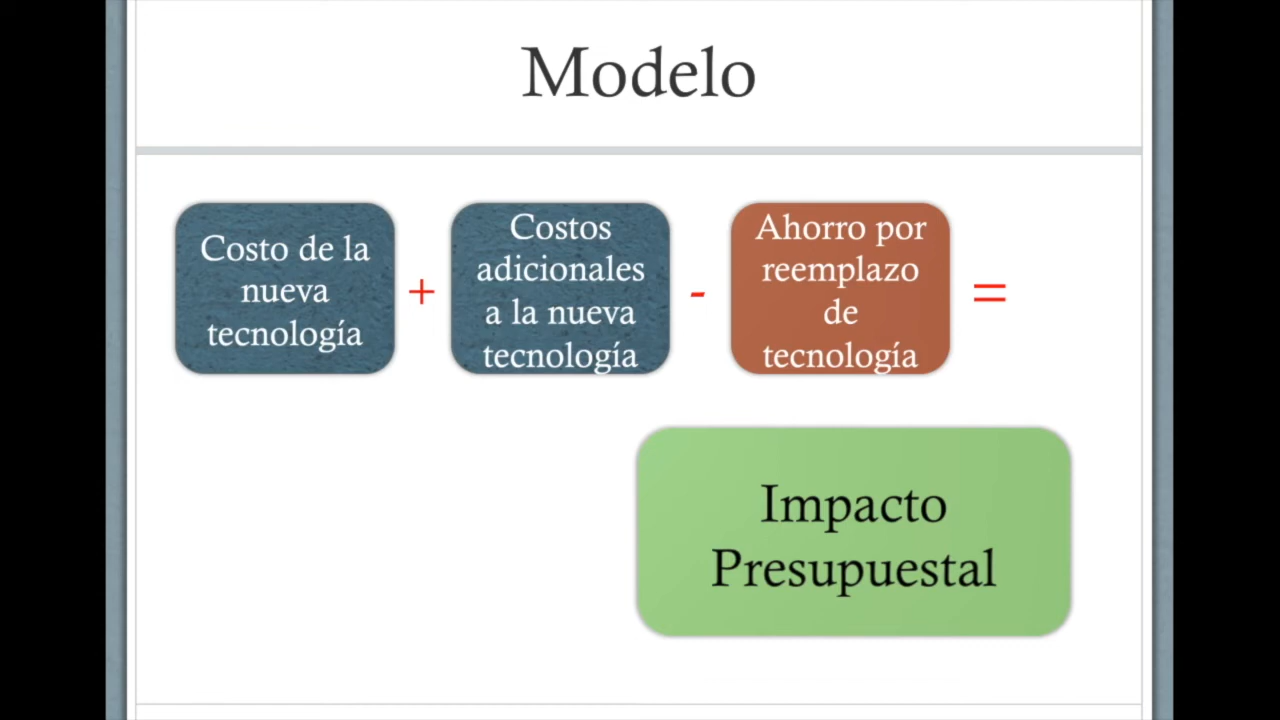 Modelo
Costo de la
nueva
tecnología
+
Costos
adicionales
a la nueva
tecnología
-
Ahorro por
reemplazo
de
tecnología
=
Impacto
Presupuestal